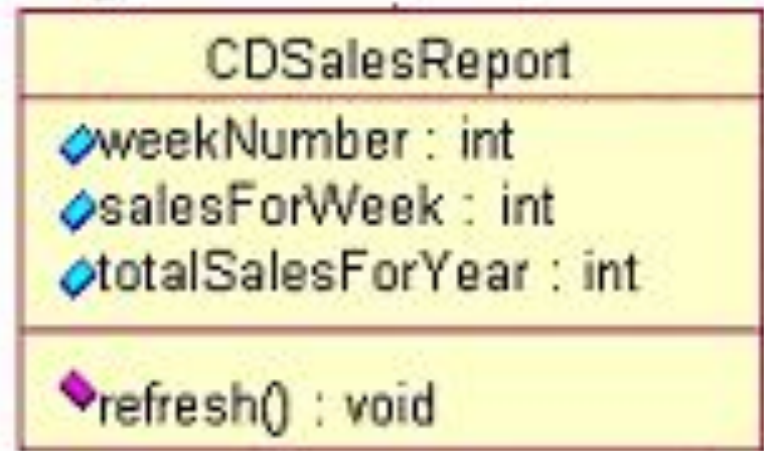 CDSalesReport
weekNumber : int
salesForWeek : int
totalSalesForYear : int
refresh() : void